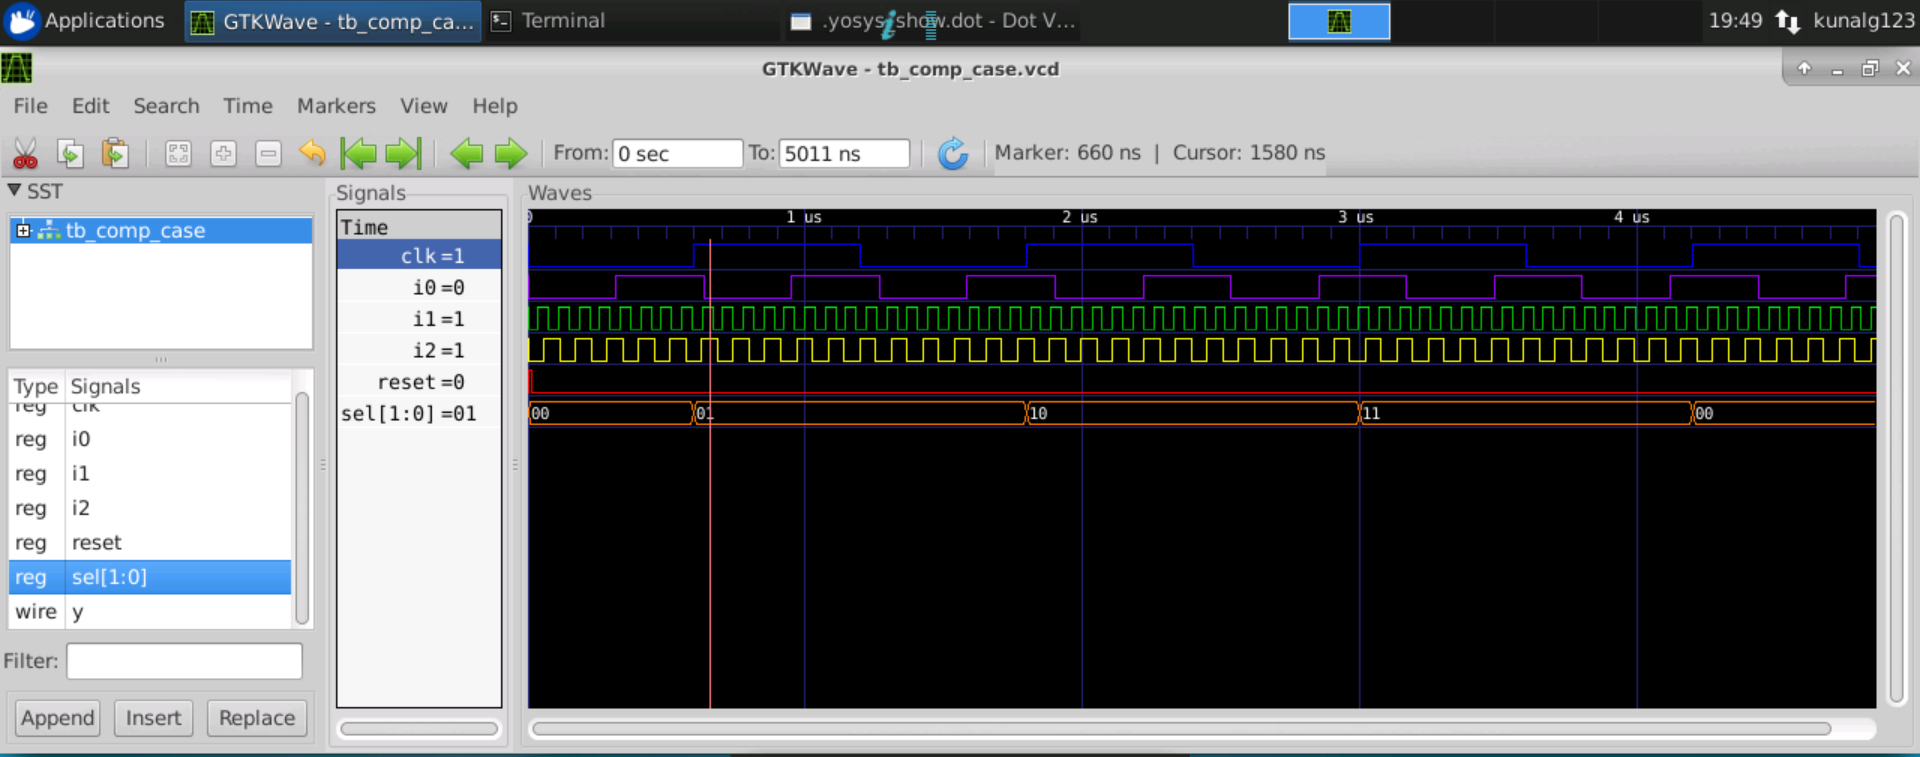 Applications GTKWave - tb_comp_ca... Terminal .yosys_show.dot - Dot V... 19:49 kunalg123
GTKWave - tb_comp_case.vcd
File Edit Search Time Markers View Help
From: 0 sec To: 5011 ns Marker: 660 ns | Cursor: 1580 ns
SST
tb_comp_case
Type Signals
reg clk
reg i0
reg i1
reg i2
reg reset
reg sel[1:0]
wire y
Filter:
Append Insert Replace
Signals
Time
clk =1
i0 =0
i1 =1
i2 =1
reset =0
sel[1:0] =01
Waves
0 1 us 2 us 3 us 4 us
00 01 10 11 00